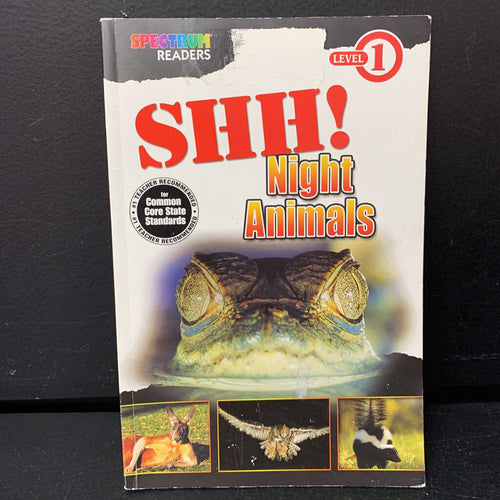 SPECTRUM
READERS
LEVEL 1
SHH!
Night
Animals
#1 TEACHER RECOMMENDED
for
Common
Core State
Standards
#1 TEACHER RECOMMENDED